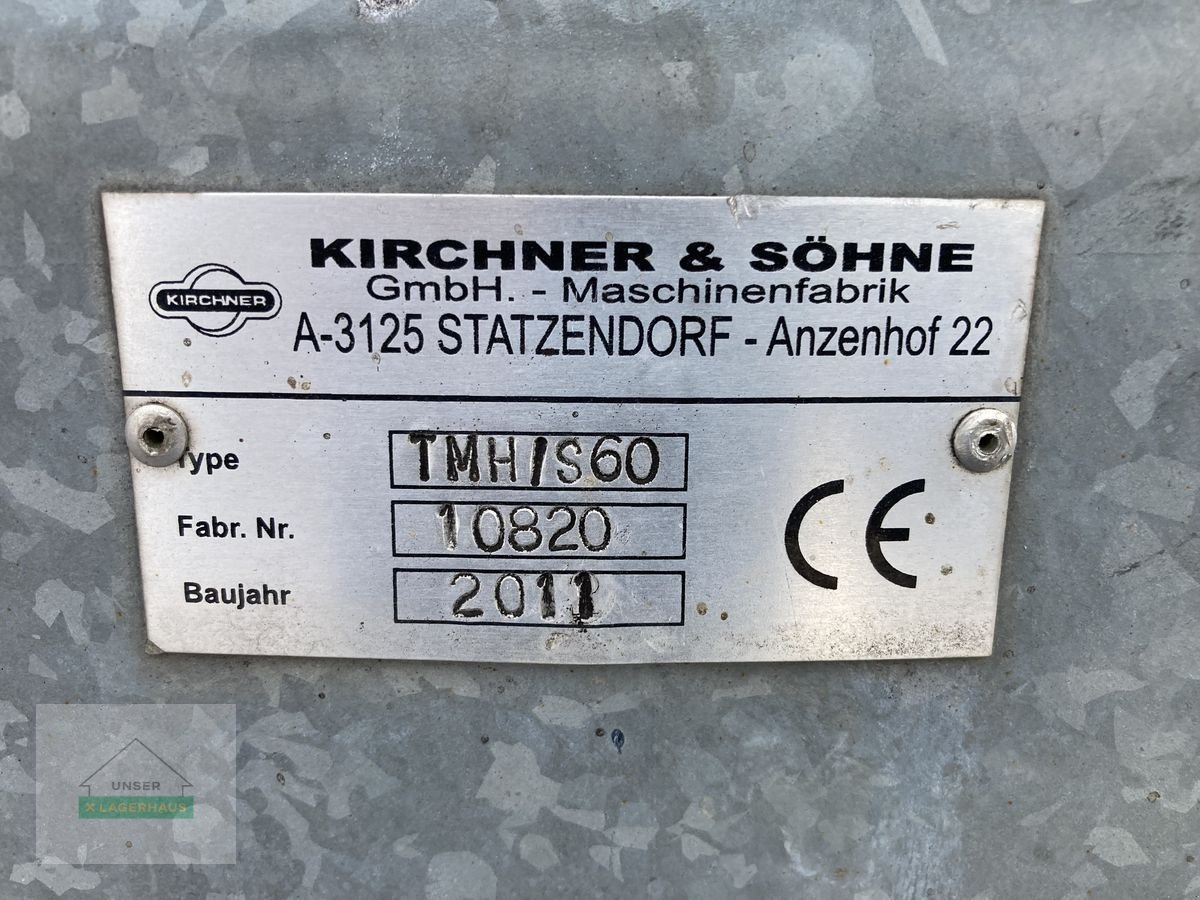 KIRCHNER & SÖHNE
KIRCHNER
GmbH. - Maschinenfabrik
A-3125 STATZENDORF - Anzenhof 22
Type
TMH/S60
Fabr. Nr.
10820
Baujahr
2011
CE
UNSER
X LAGERHAUS